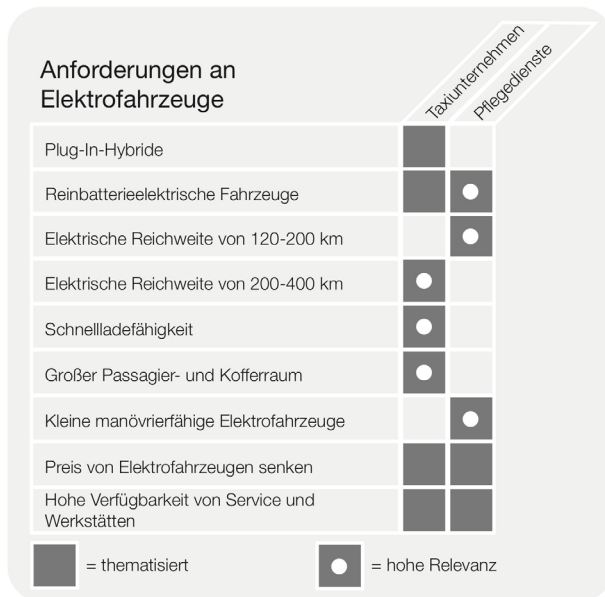 Anforderungen an
Elektrofahrzeuge
Taxiunternehmen
Pflegedienste
Plug-In-Hybride
Reinbatterieelektrische Fahrzeuge
Elektrische Reichweite von 120-200 km
Elektrische Reichweite von 200-400 km
Schnellladefähigkeit
Großer Passagier- und Kofferraum
Kleine manövrierfähige Elektrofahrzeuge
Preis von Elektrofahrzeugen senken
Hohe Verfügbarkeit von Service und
Werkstätten
= thematisiert
= hohe Relevanz